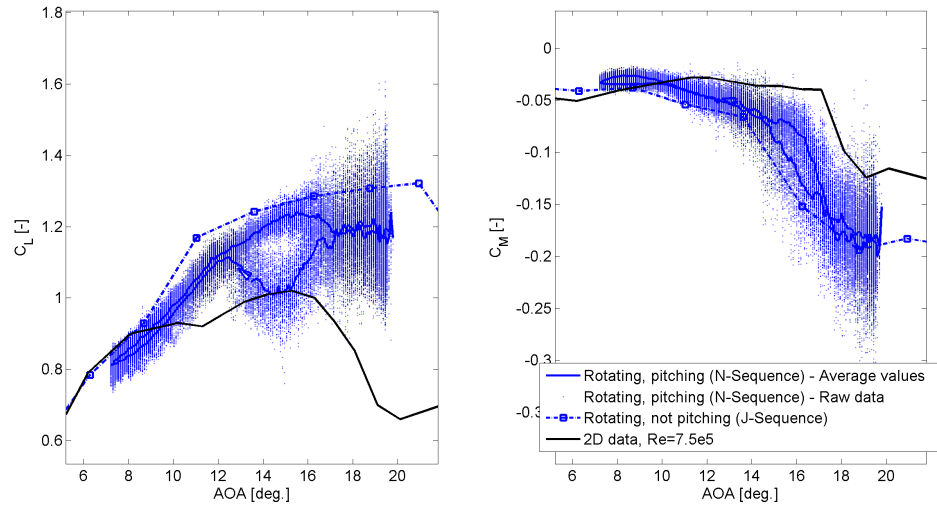 1.8
1.6
1.4
1.2
1
0.8
0.6
C_L [-]
6 8 10 12 14 16 18 20
AOA [deg.]
0
-0.05
-0.1
-0.15
-0.2
-0.25
-0.3
C_M [-]
6 8 10 12 14 16 18 20
AOA [deg.]
Rotating, pitching (N-Sequence) - Average values
Rotating, pitching (N-Sequence) - Raw data
Rotating, not pitching (J-Sequence)
2D data, Re=7.5e5